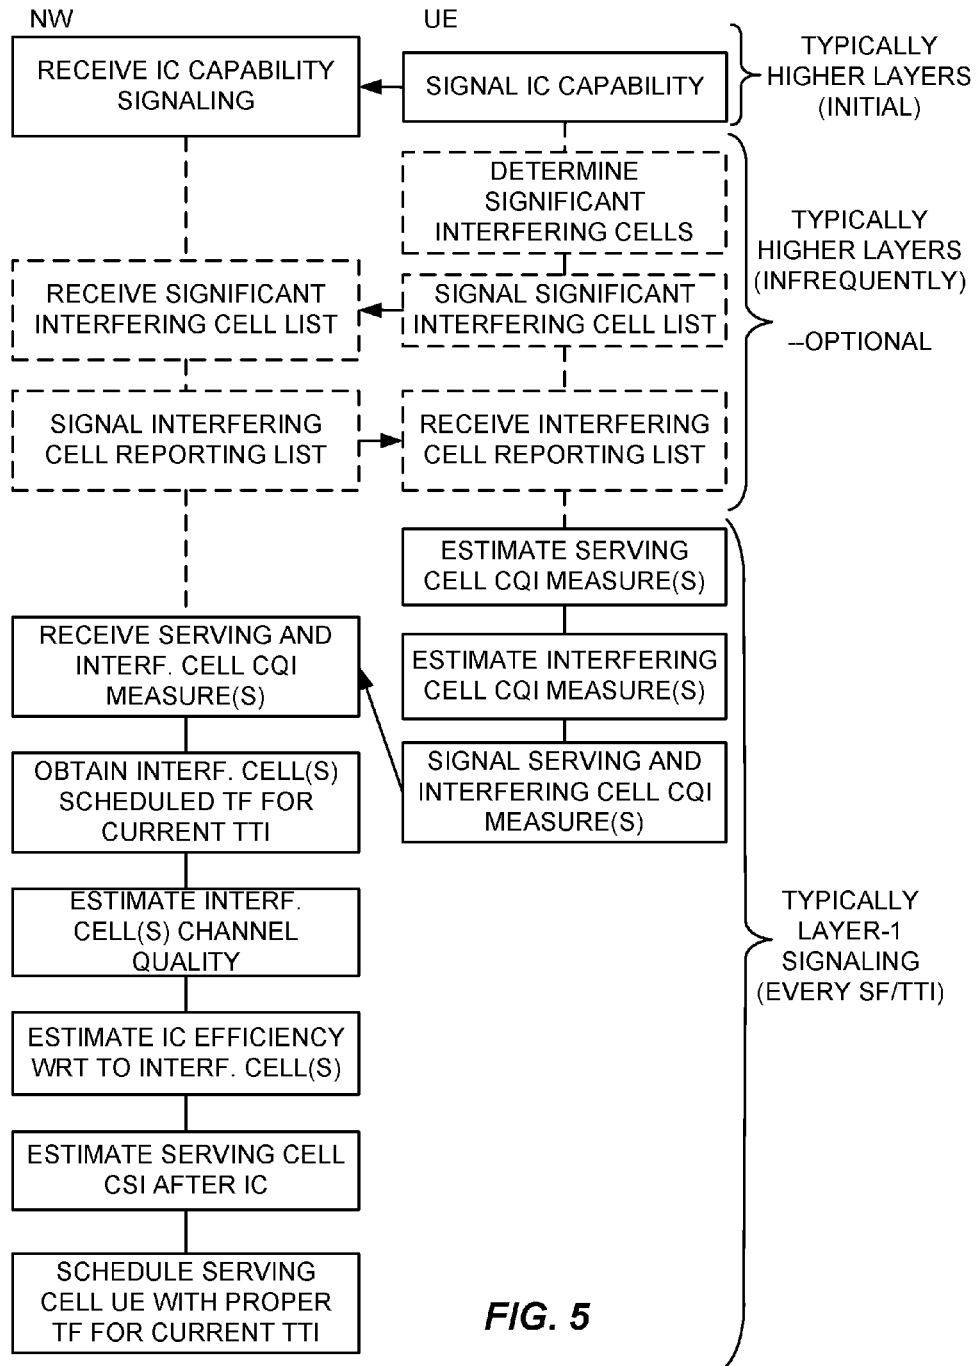 NW
UE
RECEIVE IC CAPABILITY
SIGNALING
SIGNAL IC CAPABILITY
TYPICALLY
HIGHER LAYERS
(INITIAL)
DETERMINE
SIGNIFICANT
INTERFERING CELLS
RECEIVE SIGNIFICANT
INTERFERING CELL LIST
SIGNAL SIGNIFICANT
INTERFERING CELL LIST
SIGNAL INTERFERING
CELL REPORTING LIST
RECEIVE INTERFERING
CELL REPORTING LIST
TYPICALLY
HIGHER LAYERS
(INFREQUENTLY)
--OPTIONAL
ESTIMATE SERVING
CELL CQI MEASURE(S)
ESTIMATE INTERFERING
CELL CQI MEASURE(S)
SIGNAL SERVING AND
INTERFERING CELL CQI
MEASURE(S)
RECEIVE SERVING AND
INTERF. CELL CQI
MEASURE(S)
OBTAIN INTERF. CELL(S)
SCHEDULED TF FOR
CURRENT TTI
ESTIMATE INTERF.
CELL(S) CHANNEL
QUALITY
ESTIMATE IC EFFICIENCY
WRT TO INTERF. CELL(S)
ESTIMATE SERVING CELL
CSI AFTER IC
SCHEDULE SERVING
CELL UE WITH PROPER
TF FOR CURRENT TTI
TYPICALLY
LAYER-1
SIGNALING
(EVERY SF/TTI)
FIG. 5